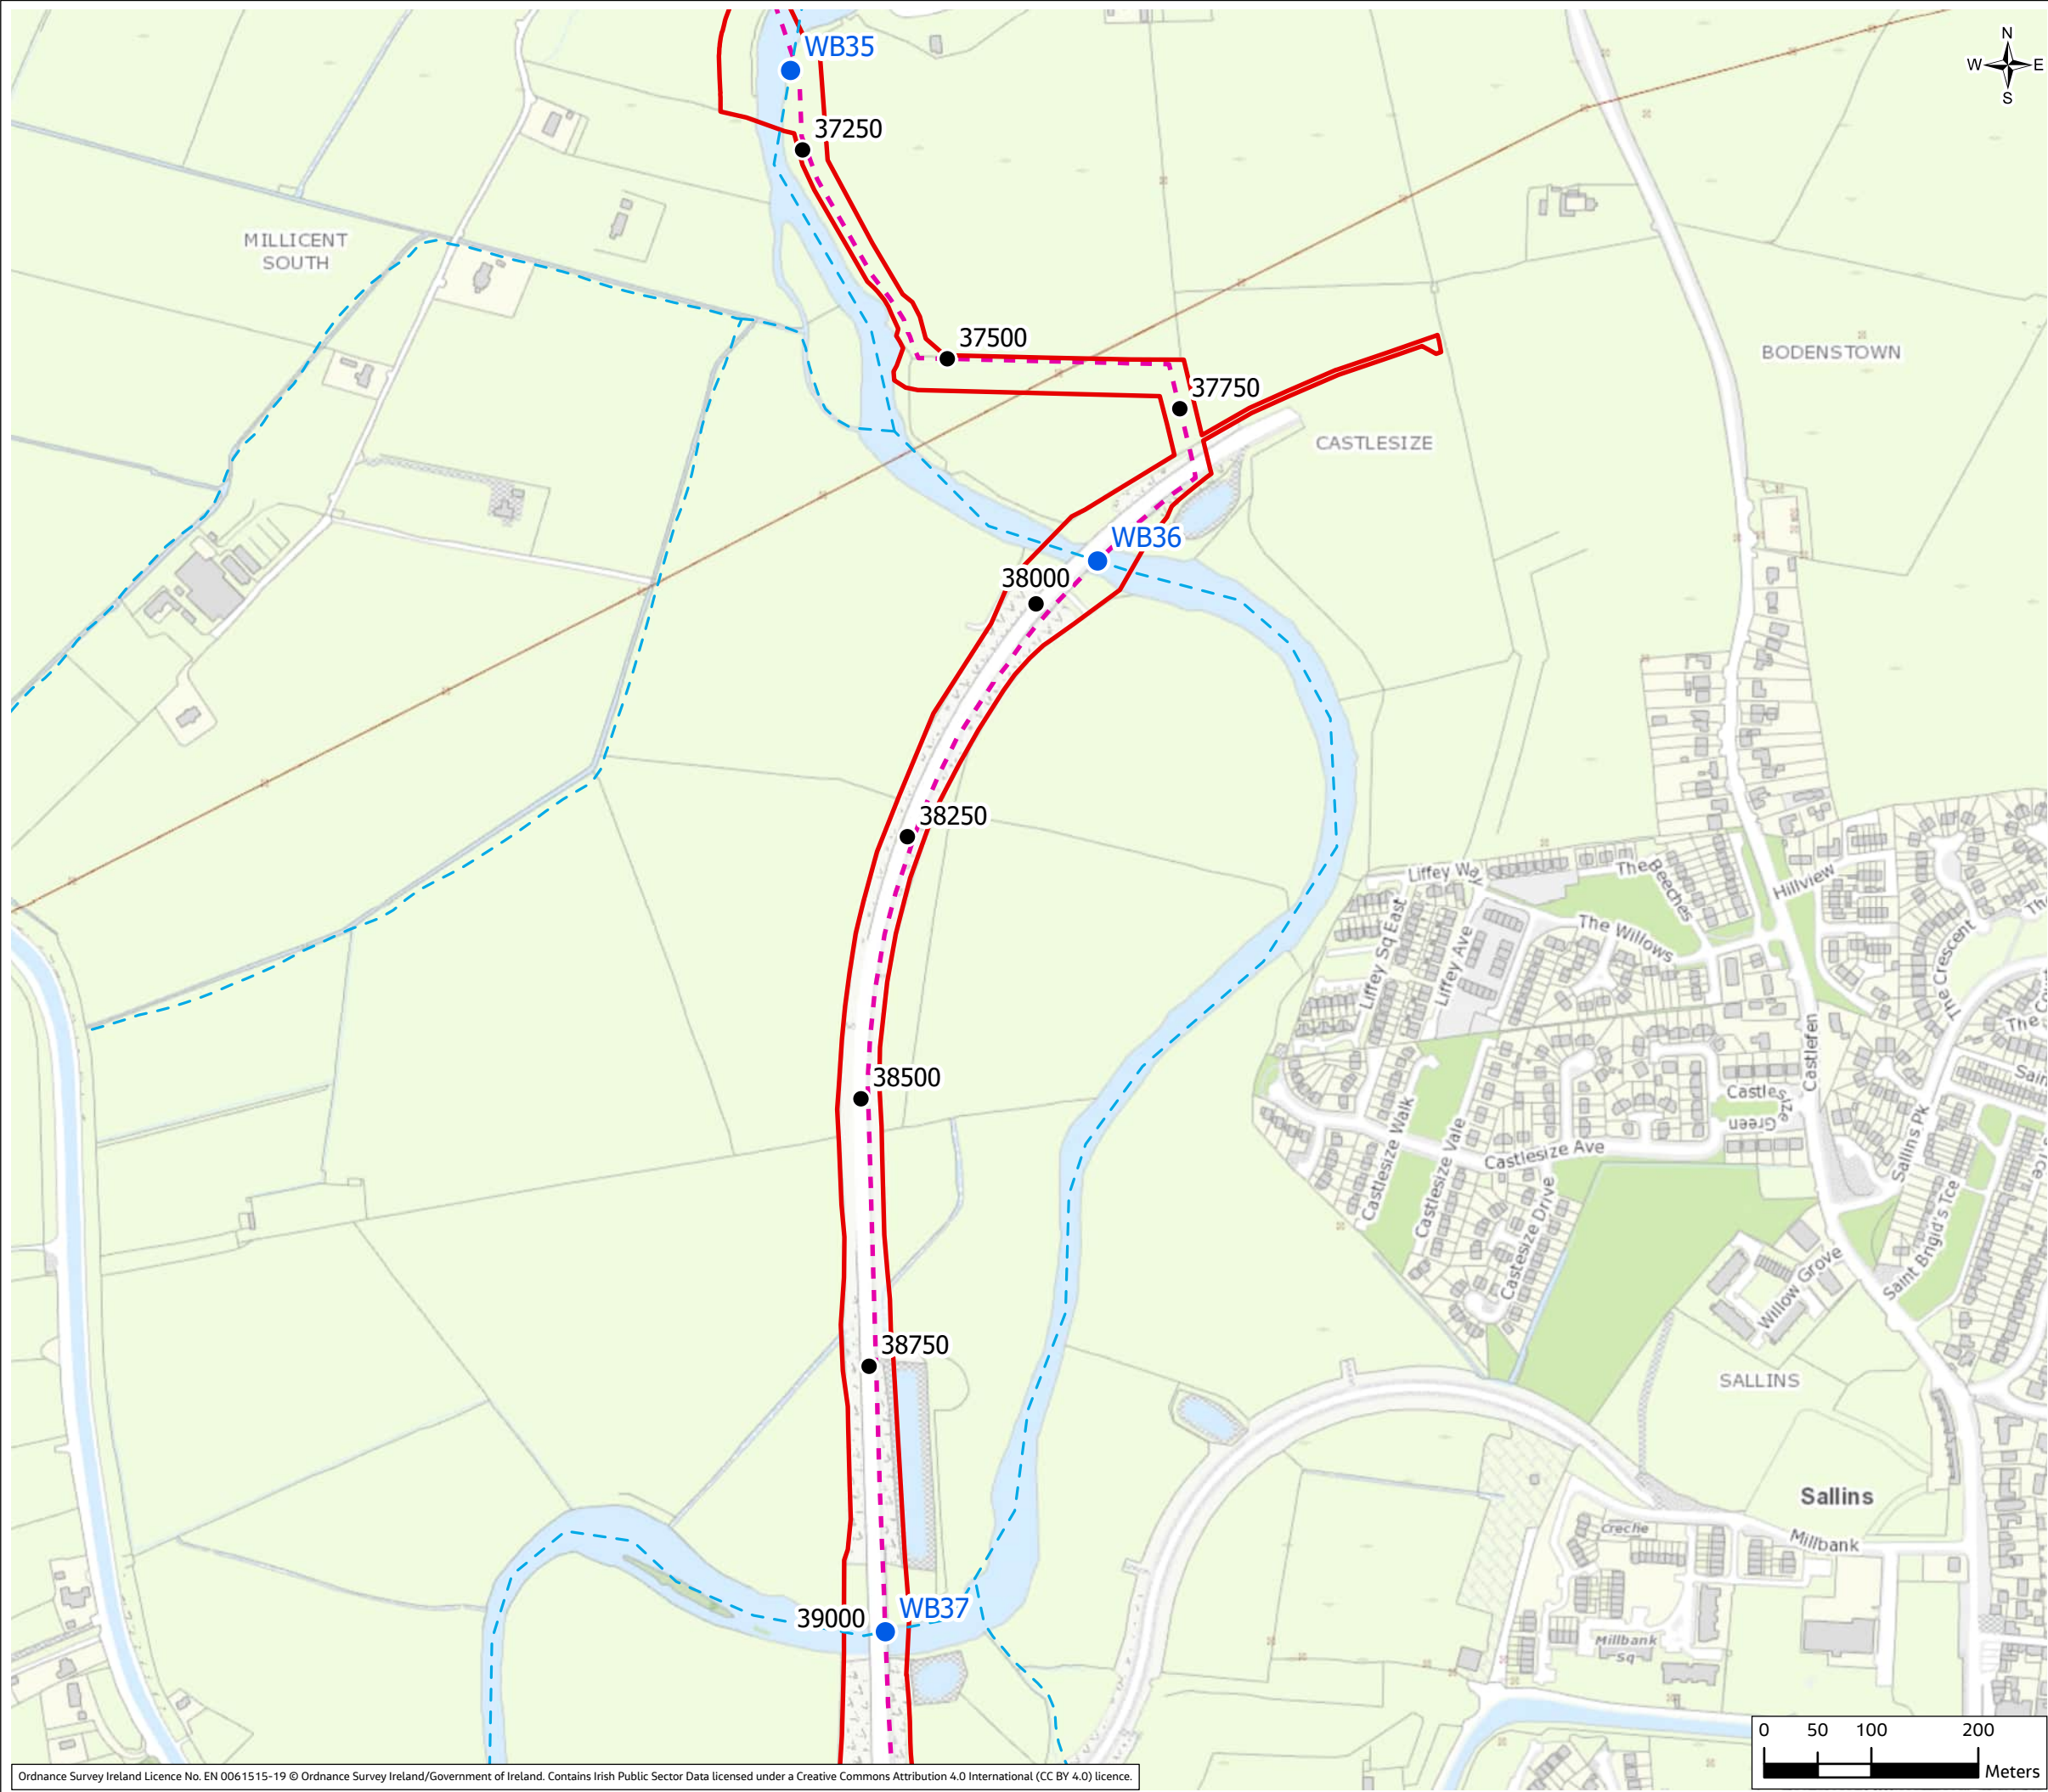 N
W E
S
WB35
37250
MILLICENT
SOUTH
37500
37750
BODENSTOWN
CASTLESIZE
WB36
38000
38250
Liffey Way
The Beeches
Hillview
The Willows
Liffey Sq East
Liffey Ave
The Crescent
Castlefen
38500
Castlesize
Green
Castlesize Walk
Castlesize Vale
Castlesize Ave
Castlesize Drive
Sallins Pk
Saint Brigid's Tce
Willow Grove
38750
SALLINS
Sallins
Creche
Millbank
39000
WB37
Millbank
Sq
0 50 100 200
Meters
Ordnance Survey Ireland Licence No. EN 0061515-19 © Ordnance Survey Ireland/Government of Ireland. Contains Irish Public Sector Data licensed under a Creative Commons Attribution 4.0 International (CC BY 4.0) licence.